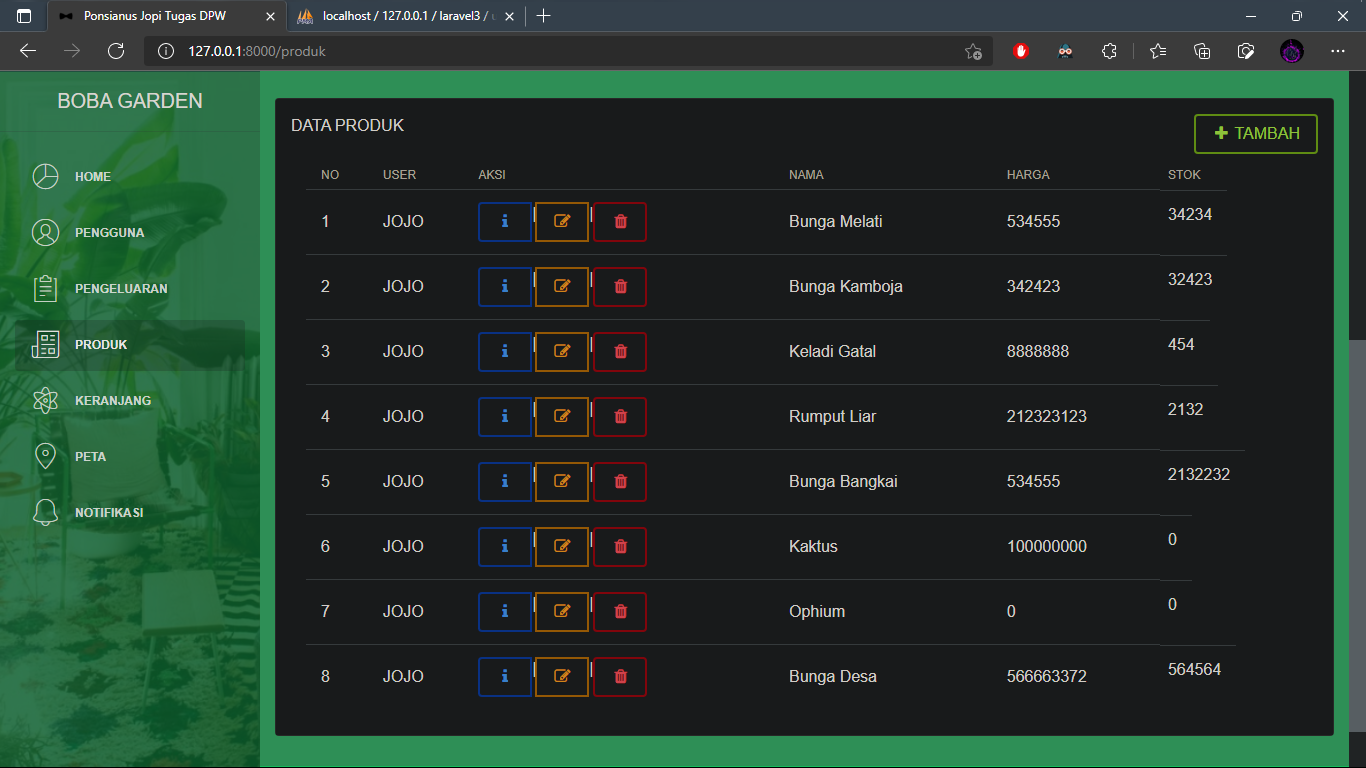 Ponsianus Jopi Tugas DPW
localhost / 127.0.0.1 / laravel3 /
127.0.0.1:8000/produk
BOBA GARDEN
HOME
PENGGUNA
PENGELUARAN
PRODUK
KERANJANG
PETA
NOTIFIKASI
DATA PRODUK
TAMBAH
NO USER AKSI NAMA HARGA STOK
1 JOJO | | Bunga Melati 534555 34234
2 JOJO | | Bunga Kamboja 342423 32423
3 JOJO | | Keladi Gatal 8888888 454
4 JOJO | | Rumput Liar 212323123 2132
5 JOJO | | Bunga Bangkai 534555 2132232
6 JOJO | | Kaktus 100000000 0
7 JOJO | | Ophium 0 0
8 JOJO | | Bunga Desa 566663372 564564